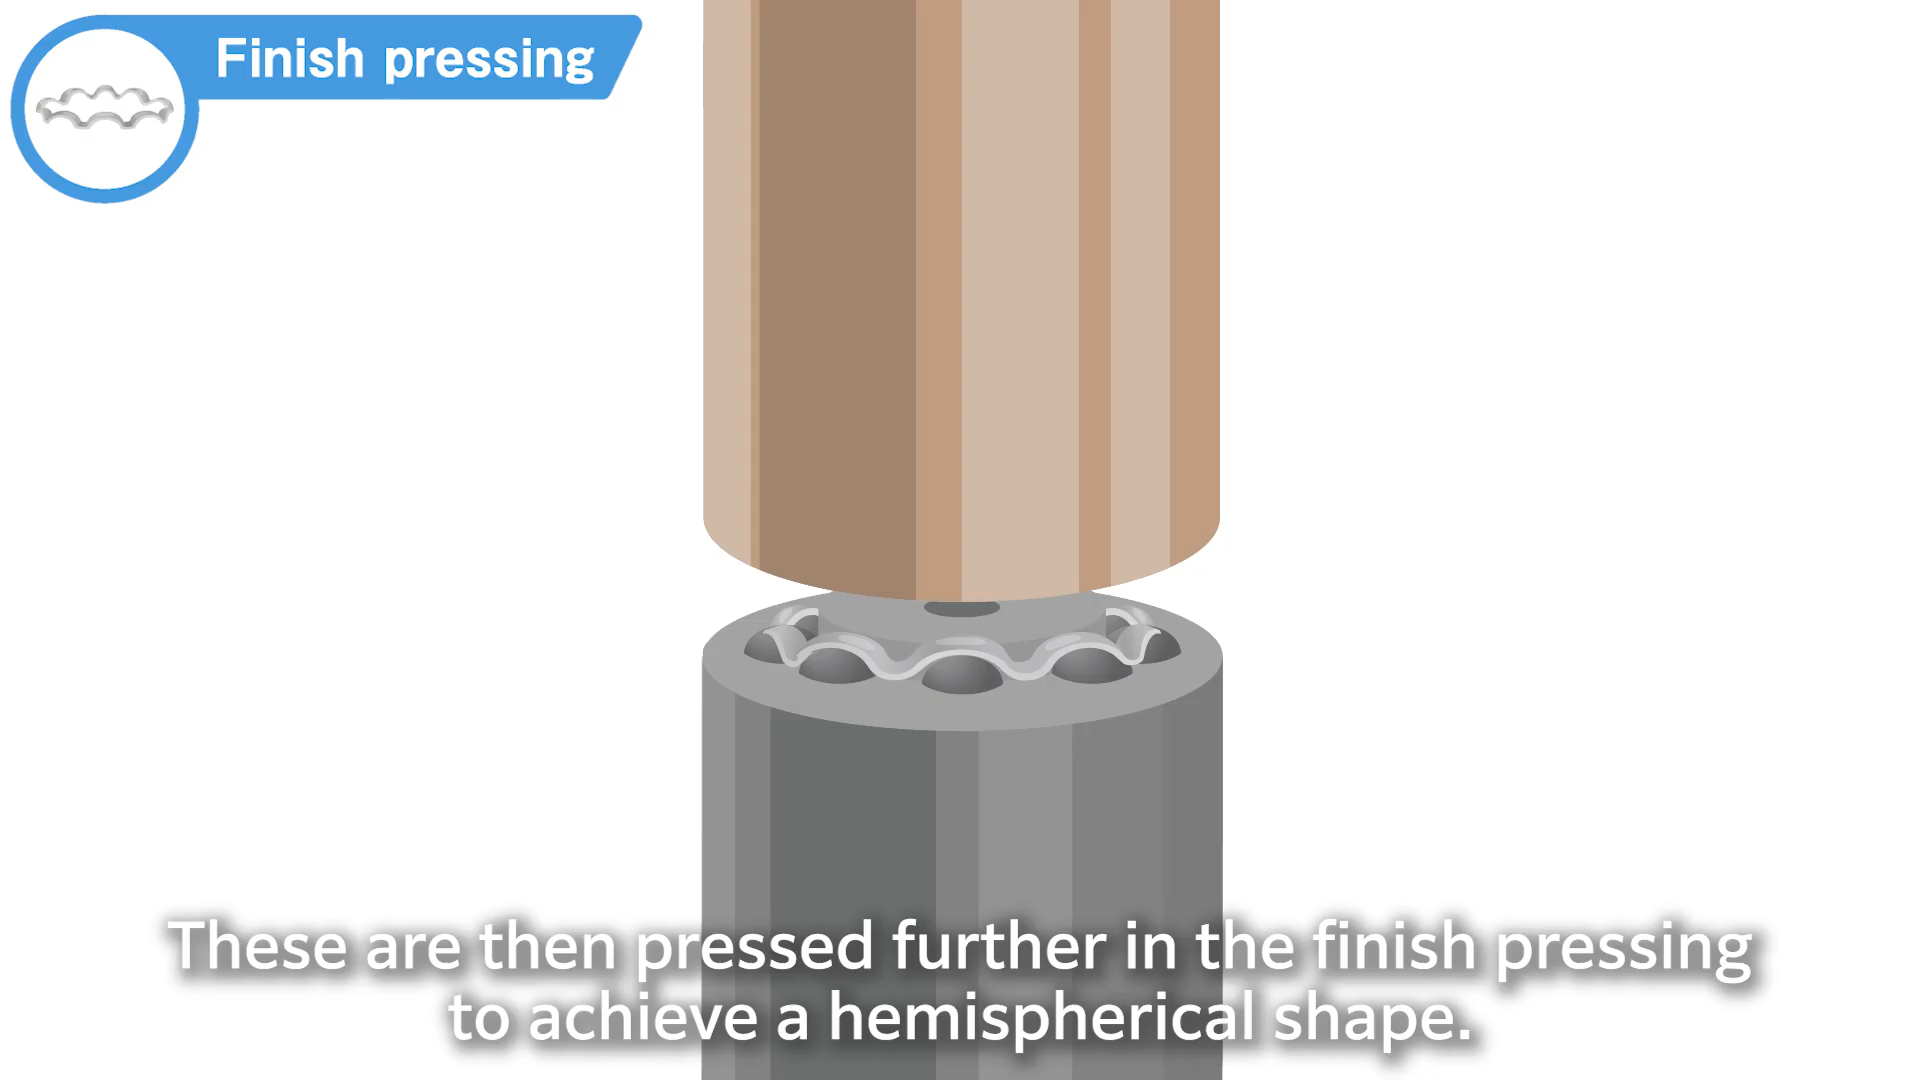 Finish pressing
These are then pressed further in the finish pressing
to achieve a hemispherical shape.